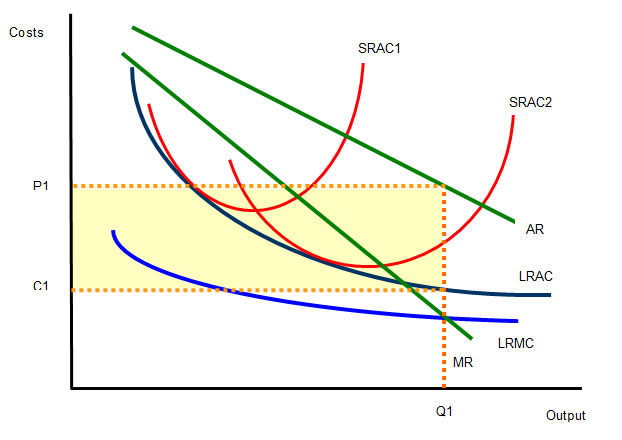 Costs
SRAC1
SRAC2
P1
AR
LRAC
C1
LRMC
MR
Q1
Output